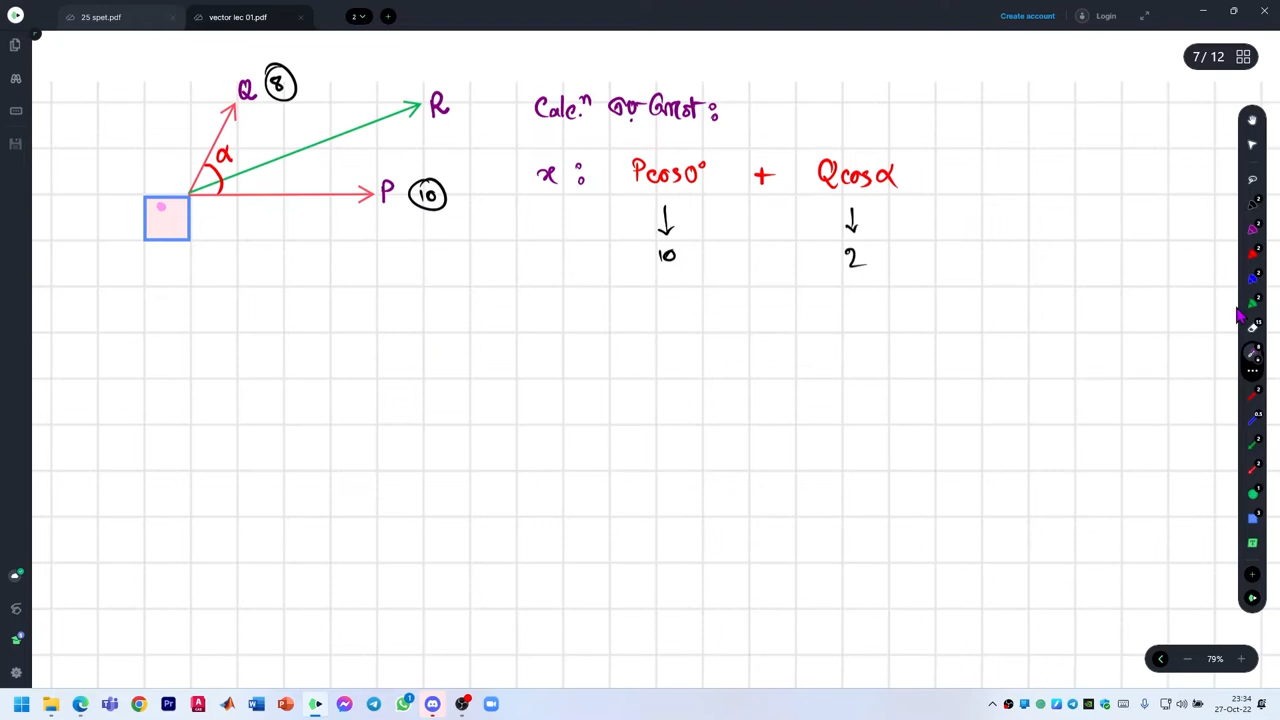 25 spet.pdf
vector lec 01.pdf
2
Create account
Login
7 / 12
Q 8
R
α
P 10
Calc.ⁿ
x : Pcos0° + Qcosα
↓ ↓
10 2
79%
23:34
27-Oct-22